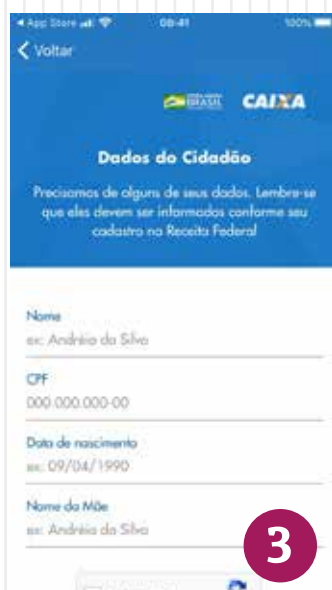 App Store 08:41 100%
Voltar
BRASIL CAIXA
Dados do Cidadão
Precisamos de alguns de seus dados. Lembre-se
que eles devem ser informados conforme seu
cadastro na Receita Federal
Nome
ex: Andréia da Silva
CPF
000.000.000-00
Data de nascimento
ex: 09/04/1990
Nome da Mãe
ex: Andréia da Silva
3